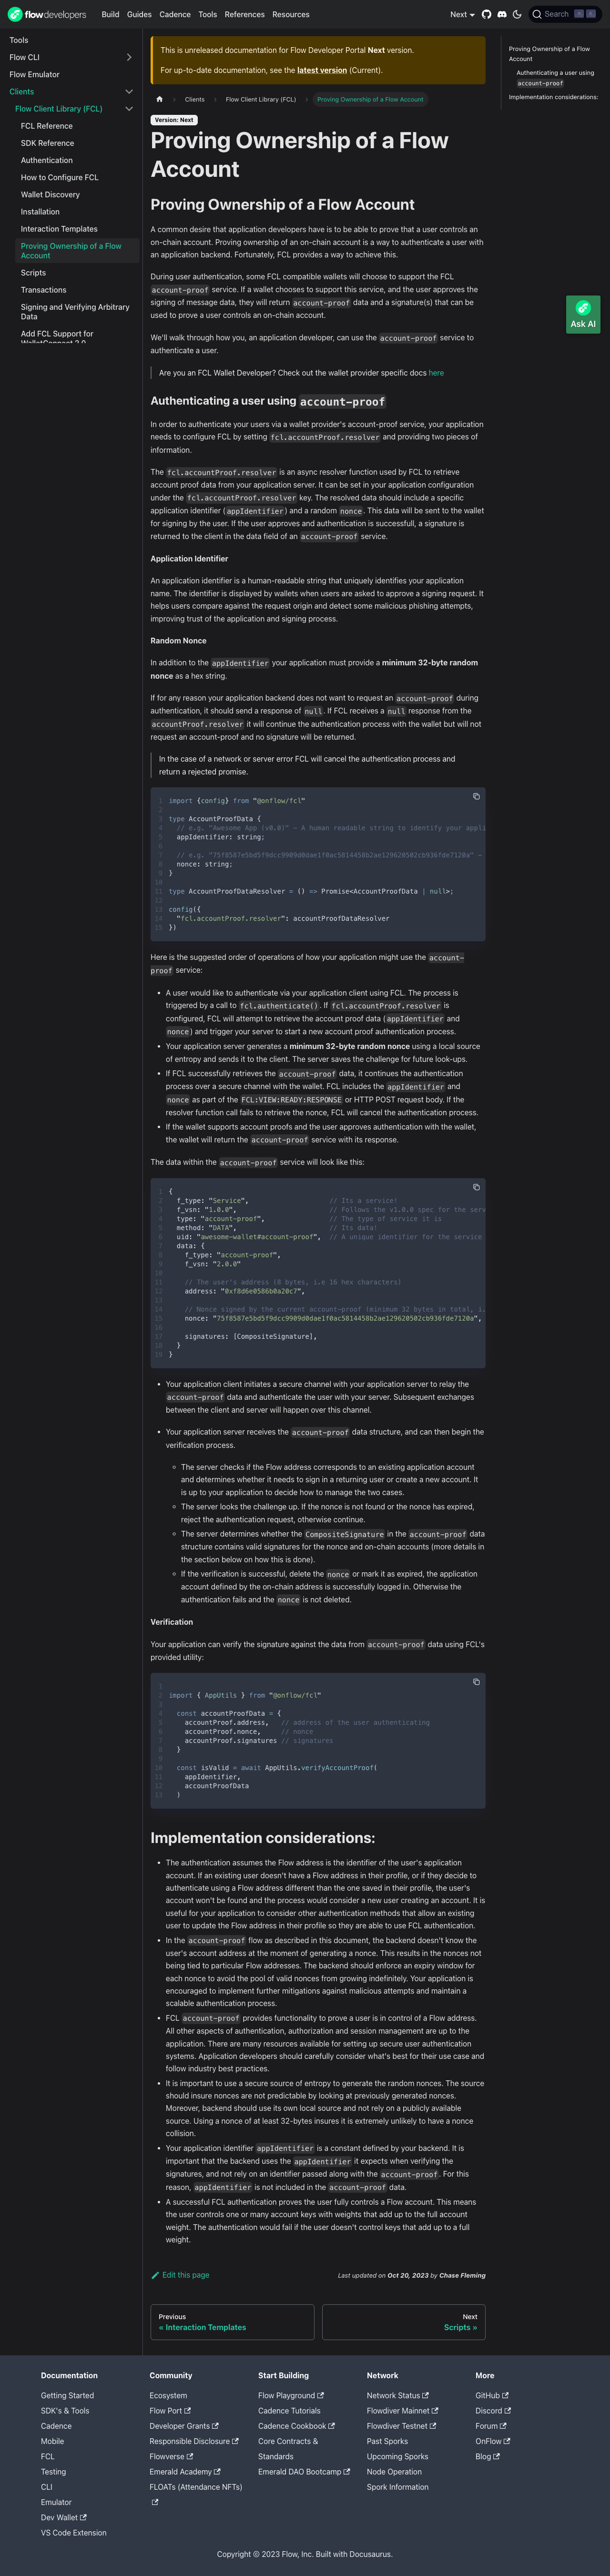 flow developers
Build Guides Cadence Tools References Resources
Next
Search
Tools
Flow CLI
Flow Emulator
Clients
Flow Client Library (FCL)
FCL Reference
SDK Reference
Authentication
How to Configure FCL
Wallet Discovery
Installation
Interaction Templates
Proving Ownership of a Flow
Account
Scripts
Transactions
Signing and Verifying Arbitrary
Data
Add FCL Support for
WalletConnect 2.0
This is unreleased documentation for Flow Developer Portal Next version.
For up-to-date documentation, see the latest version (Current).
Clients Flow Client Library (FCL) Proving Ownership of a Flow Account
Version: Next
Proving Ownership of a Flow
Account
Proving Ownership of a Flow Account
A common desire that application developers have is to be able to prove that a user controls an
on-chain account. Proving ownership of an on-chain account is a way to authenticate a user with
an application backend. Fortunately, FCL provides a way to achieve this.
During user authentication, some FCL compatible wallets will choose to support the FCL
account-proof service. If a wallet chooses to support this service, and the user approves the
signing of message data, they will return account-proof data and a signature(s) that can be
used to prove a user controls an on-chain account.
We'll walk through how you, an application developer, can use the account-proof service to
authenticate a user.
Are you an FCL Wallet Developer? Check out the wallet provider specific docs here
Authenticating a user using account-proof
In order to authenticate your users via a wallet provider's account-proof service, your application
needs to configure FCL by setting fcl.accountProof.resolver and providing two pieces of
information.
The fcl.accountProof.resolver is an async resolver function used by FCL to retrieve
account proof data from your application server. It can be set in your application configuration
under the fcl.accountProof.resolver key. The resolved data should include a specific
application identifier (appIdentifier) and a random nonce. This data will be sent to the wallet
for signing by the user. If the user approves and authentication is successful, a signature is
returned to the client in the data field of an account-proof service.
Application Identifier
An application identifier is a human-readable string that uniquely identifies your application
name. The identifier is displayed by wallets when users are asked to approve a signing request. It
helps users compare against the request origin and detect some malicious phishing attempts,
improving trust of the application and signing process.
Random Nonce
In addition to the appIdentifier your application must provide a minimum 32-byte random
nonce as a hex string.
If for any reason your application backend does not want to request an account-proof during
authentication, it should send a response of null. If FCL receives a null response from the
accountProof.resolver it will continue the authentication process with the wallet but will not
request an account-proof and no signature will be returned.
In the case of a network or server error FCL will cancel the authentication process and
return a rejected promise.
1 import {config} from "@onflow/fcl"
2
3 type AccountProofData {
4 // e.g. "Awesome App (v0.0)" - A human readable string to identify your appli
5 appIdentifier: string;
6
7 // e.g. "75f8587e5bd5f9dcc9909d0dae1f0ac5814458b2ae129620502cb936fde7120a" -
8 nonce: string;
9 }
10
11 type AccountProofDataResolver = () => Promise<AccountProofData | null>;
12
13 config({
14 "fcl.accountProof.resolver": accountProofDataResolver
15 })
Here is the suggested order of operations of how your application might use the account-
proof service:
A user would like to authenticate via your application client using FCL. The process is
triggered by a call to fcl.authenticate(). If fcl.accountProof.resolver is
configured, FCL will attempt to retrieve the account proof data (appIdentifier and
nonce) and trigger your server to start a new account proof authentication process.
Your application server generates a minimum 32-byte random nonce using a local source
of entropy and sends it to the client. The server saves the challenge for future look-ups.
If FCL successfully retrieves the account-proof data, it continues the authentication
process over a secure channel with the wallet. FCL includes the appIdentifier and
nonce as part of the FCL:VIEW:READY:RESPONSE or HTTP POST request body. If the
resolver function call fails to retrieve the nonce, FCL will cancel the authentication process.
If the wallet supports account proofs and the user approves authentication with the wallet,
the wallet will return the account-proof service with its response.
The data within the account-proof service will look like this:
1 {
2 f_type: "Service", // Its a service!
3 f_vsn: "1.0.0", // Follows the v1.0.0 spec for the serv
4 type: "account-proof", // The type of service it is
5 method: "DATA", // Its data!
6 uid: "awesome-wallet#account-proof", // A unique identifier for the service
7 data: {
8 f_type: "account-proof",
9 f_vsn: "2.0.0"
10
11 // The user's address (8 bytes, i.e 16 hex characters)
12 address: "0xf8d6e0586b0a20c7",
13
14 // Nonce signed by the current account-proof (minimum 32 bytes in total, i.
15 nonce: "75f8587e5bd5f9dcc9909d0dae1f0ac5814458b2ae129620502cb936fde7120a",
16
17 signatures: [CompositeSignature],
18 }
19 }
Your application client initiates a secure channel with your application server to relay the
account-proof data and authenticate the user with your server. Subsequent exchanges
between the client and server will happen over this channel.
Your application server receives the account-proof data structure, and can then begin the
verification process.
The server checks if the Flow address corresponds to an existing application account
and determines whether it needs to sign in a returning user or create a new account. It
is up to your application to decide how to manage the two cases.
The server looks the challenge up. If the nonce is not found or the nonce has expired,
reject the authentication request, otherwise continue.
The server determines whether the CompositeSignature in the account-proof data
structure contains valid signatures for the nonce and on-chain accounts (more details in
the section below on how this is done).
If the verification is successful, delete the nonce or mark it as expired, the application
account defined by the on-chain address is successfully logged in. Otherwise the
authentication fails and the nonce is not deleted.
Verification
Your application can verify the signature against the data from account-proof data using FCL's
provided utility:
1
2 import { AppUtils } from "@onflow/fcl"
3
4 const accountProofData = {
5 accountProof.address, // address of the user authenticating
6 accountProof.nonce, // nonce
7 accountProof.signatures // signatures
8 }
9
10 const isValid = await AppUtils.verifyAccountProof(
11 appIdentifier,
12 accountProofData
13 )
Implementation considerations:
The authentication assumes the Flow address is the identifier of the user's application
account. If an existing user doesn't have a Flow address in their profile, or if they decide to
authenticate using a Flow address different than the one saved in their profile, the user's
account won't be found and the process would consider a new user creating an account. It is
useful for your application to consider other authentication methods that allow an existing
user to update the Flow address in their profile so they are able to use FCL authentication.
In the account-proof flow as described in this document, the backend doesn't know the
user's account address at the moment of generating a nonce. This results in the nonces not
being tied to particular Flow addresses. The backend should enforce an expiry window for
each nonce to avoid the pool of valid nonces from growing indefinitely. Your application is
encouraged to implement further mitigations against malicious attempts and maintain a
scalable authentication process.
FCL account-proof provides functionality to prove a user is in control of a Flow address.
All other aspects of authentication, authorization and session management are up to the
application. There are many resources available for setting up secure user authentication
systems. Application developers should carefully consider what's best for their use case and
follow industry best practices.
It is important to use a secure source of entropy to generate the random nonces. The source
should insure nonces are not predictable by looking at previously generated nonces.
Moreover, backend should use its own local source and not rely on a publicly available
source. Using a nonce of at least 32-bytes insures it is extremely unlikely to have a nonce
collision.
Your application identifier appIdentifier is a constant defined by your backend. It is
important that the backend uses the appIdentifier it expects when verifying the
signatures, and not rely on an identifier passed along with the account-proof. For this
reason, appIdentifier is not included in the account-proof data.
A successful FCL authentication proves the user fully controls a Flow account. This means
the user controls one or many account keys with weights that add up to the full account
weight. The authentication would fail if the user doesn't control keys that add up to a full
weight.
Edit this page
Last updated on Oct 20, 2023 by Chase Fleming
Previous
« Interaction Templates
Next
Scripts »
Proving Ownership of a Flow
Account
Authenticating a user using
account-proof
Implementation considerations:
Ask AI
Documentation
Getting Started
SDK's & Tools
Cadence
Mobile
FCL
Testing
CLI
Emulator
Dev Wallet
VS Code Extension
Community
Ecosystem
Flow Port
Developer Grants
Responsible Disclosure
Flowverse
Emerald Academy
FLOATs (Attendance NFTs)
Start Building
Flow Playground
Cadence Tutorials
Cadence Cookbook
Core Contracts &
Standards
Emerald DAO Bootcamp
Network
Network Status
Flowdiver Mainnet
Flowdiver Testnet
Past Sporks
Upcoming Sporks
Node Operation
Spork Information
More
GitHub
Discord
Forum
OnFlow
Blog
Copyright © 2023 Flow, Inc. Built with Docusaurus.